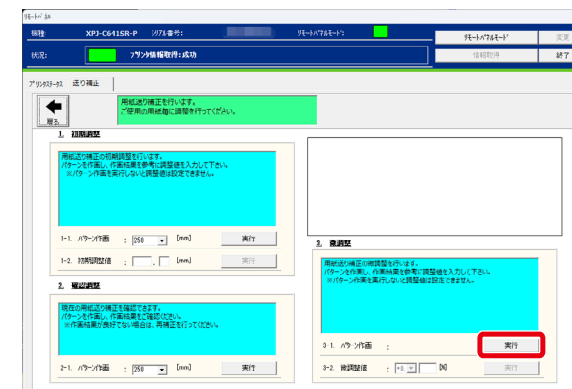 リモートパネル
機種:
XPJ-C641SR-P
シリアル番号:
リモートパネルモード:
リモートパネルモード
変更
状況:
プリンタ情報取得:成功
情報取得
終了
プリンタステータス
送り補正
戻る
用紙送り補正を行います。
ご使用の用紙毎に調整を行ってください。
1. 初期調整
用紙送り補正の初期調整を行います。
パターンを作画し、作画結果を参考に調整値を入力して下さい。
※パターン作画を実行しないと調整値は設定できません。
1-1. パターン作画 : 250 [mm]
実行
1-2. 初期調整値 : . [mm]
実行
2. 確認調整
現在の用紙送り補正を確認できます。
パターンを作画し、作画結果をご確認ください。
※作画結果が良好でない場合は、再補正を行ってください。
2-1. パターン作画 : 250 [mm]
実行
3. 微調整
用紙送り補正の微調整を行います。
パターンを作画し、作画結果を参考に調整値を入力して下さい。
※パターン作画を実行しないと調整値は設定できません。
3-1. パターン作画 :
実行
3-2. 微調整値 : +0. [%]
実行